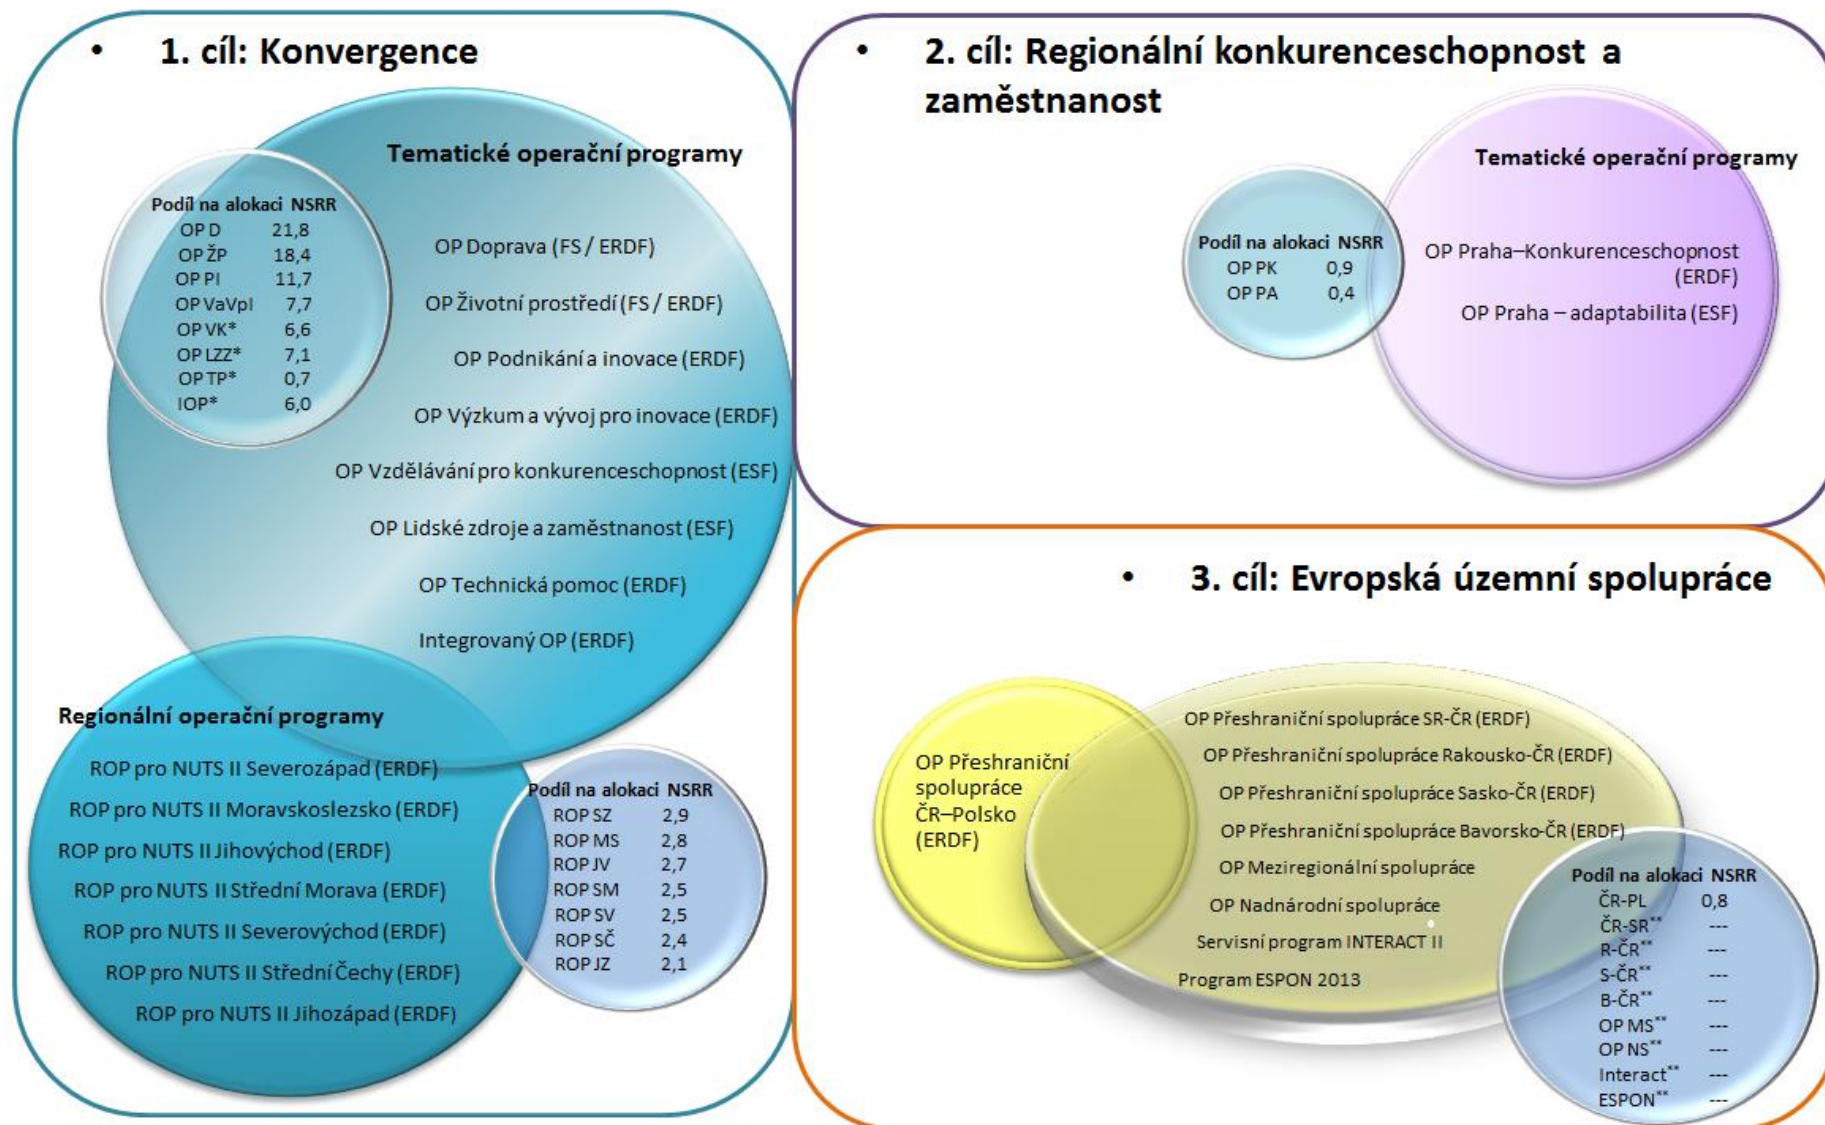 • 1. cíl: Konvergence
Tematické operační programy
Podíl na alokaci NSRR
OP D 21,8
OP ŽP 18,4
OP PI 11,7
OP VaVpI 7,7
OP VK* 6,6
OP LZZ* 7,1
OP TP* 0,7
IOP* 6,0
OP Doprava (FS / ERDF)
OP Životní prostředí (FS / ERDF)
OP Podnikání a inovace (ERDF)
OP Výzkum a vývoj pro inovace (ERDF)
OP Vzdělávání pro konkurenceschopnost (ESF)
OP Lidské zdroje a zaměstnanost (ESF)
OP Technická pomoc (ERDF)
Integrovaný OP (ERDF)
Regionální operační programy
ROP pro NUTS II Severozápad (ERDF)
ROP pro NUTS II Moravskoslezsko (ERDF)
ROP pro NUTS II Jihovýchod (ERDF)
ROP pro NUTS II Střední Morava (ERDF)
ROP pro NUTS II Severovýchod (ERDF)
ROP pro NUTS II Střední Čechy (ERDF)
ROP pro NUTS II Jihozápad (ERDF)
Podíl na alokaci NSRR
ROP SZ 2,9
ROP MS 2,8
ROP JV 2,7
ROP SM 2,5
ROP SV 2,5
ROP SČ 2,4
ROP JZ 2,1
• 2. cíl: Regionální konkurenceschopnost a
zaměstnanost
Tematické operační programy
Podíl na alokaci NSRR
OP PK 0,9
OP PA 0,4
OP Praha–Konkurenceschopnost
(ERDF)
OP Praha – adaptabilita (ESF)
• 3. cíl: Evropská územní spolupráce
OP Přeshraniční
spolupráce
ČR–Polsko
(ERDF)
OP Přeshraniční spolupráce SR-ČR (ERDF)
OP Přeshraniční spolupráce Rakousko-ČR (ERDF)
OP Přeshraniční spolupráce Sasko-ČR (ERDF)
OP Přeshraniční spolupráce Bavorsko-ČR (ERDF)
OP Meziregionální spolupráce
OP Nadnárodní spolupráce
Servisní program INTERACT II
Program ESPON 2013
Podíl na alokaci NSRR
ČR-PL 0,8
ČR-SR** ---
R-ČR** ---
S-ČR** ---
B-ČR** ---
OP MS** ---
OP NS** ---
Interact** ---
ESPON** ---